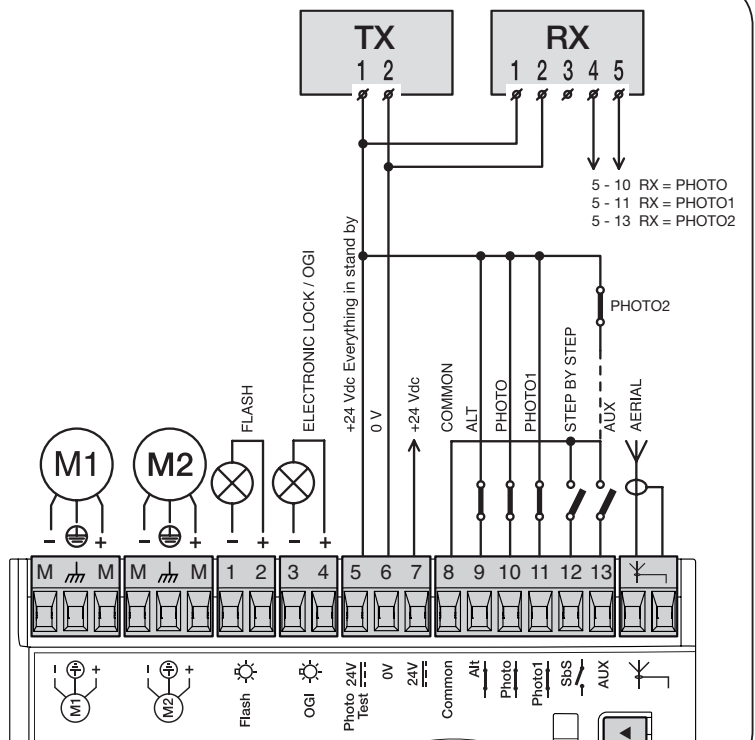 TX
RX
1 2
1 2 3 4 5
5 - 10 RX = PHOTO
5 - 11 RX = PHOTO1
5 - 13 RX = PHOTO2
PHOTO2
FLASH
ELECTRONIC LOCK / OGI
+24 Vdc Everything in stand by
0 V
+24 Vdc
COMMON
ALT
PHOTO
PHOTO1
STEP BY STEP
AUX
AERIAL
M1
M2
- +
- +
- +
- +
M M M M 1 2 3 4 5 6 7 8 9 10 11 12 13
- +
M1
- +
M2
Flash
OGI
Photo 24V
Test
0V
24V
Common
Alt
Photo
Photo1
SbS
AUX